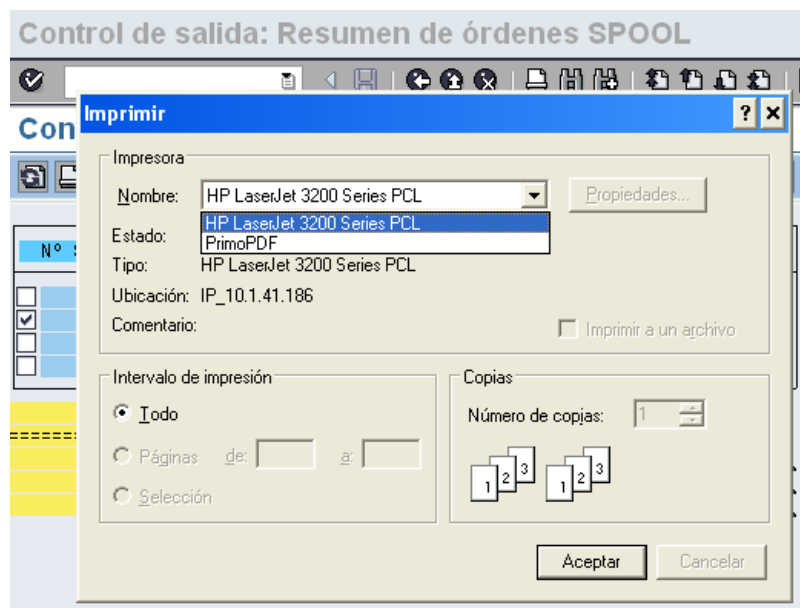 Control de salida: Resumen de órdenes SPOOL
Con
Imprimir
Impresora
Nombre: HP LaserJet 3200 Series PCL Propiedades...
HP LaserJet 3200 Series PCL
Estado:
PrimoPDF
Tipo: HP LaserJet 3200 Series PCL
Ubicación: IP_10.1.41.186
Comentario: Imprimir a un archivo
Nº
Intervalo de impresión
Todo
Páginas de: a:
Selección
Copias
Número de copias: 1
1 2 3 1 2 3
Aceptar Cancelar